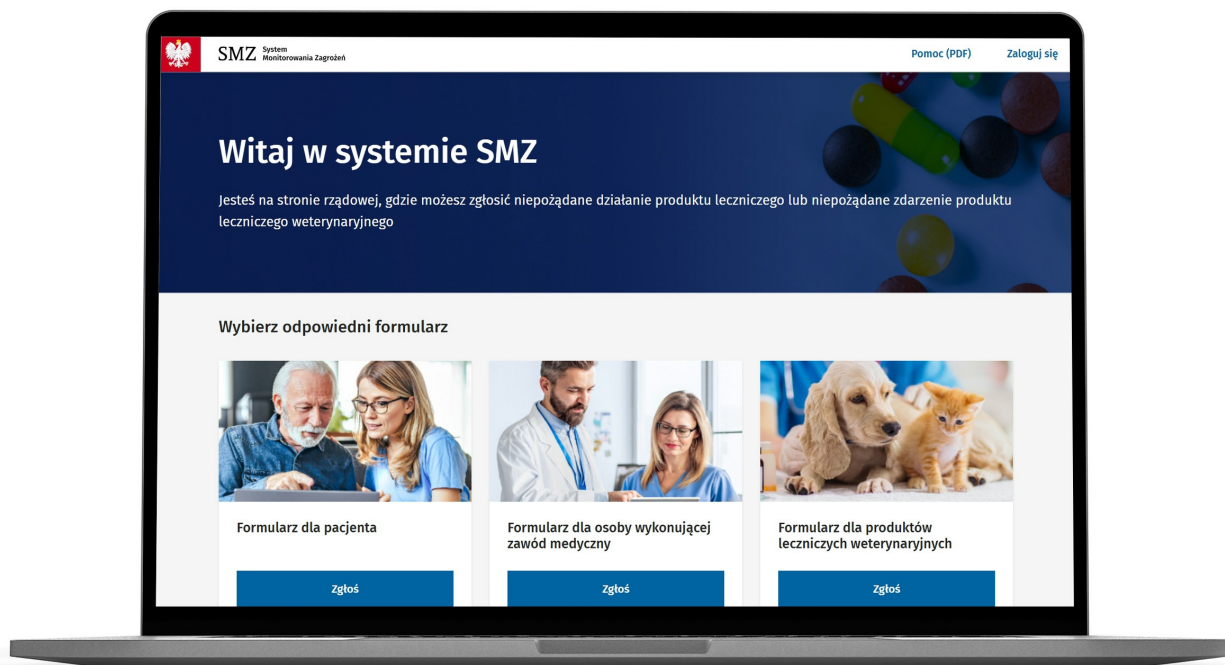 SMZ System
Monitorowania Zagrożeń
Pomoc (PDF)
Zaloguj się
Witaj w systemie SMZ
Jesteś na stronie rządowej, gdzie możesz zgłosić niepożądane działanie produktu leczniczego lub niepożądane zdarzenie produktu
leczniczego weterynaryjnego
Wybierz odpowiedni formularz
Formularz dla pacjenta
Zgłoś
Formularz dla osoby wykonującej
zawód medyczny
Zgłoś
Formularz dla produktów
leczniczych weterynaryjnych
Zgłoś